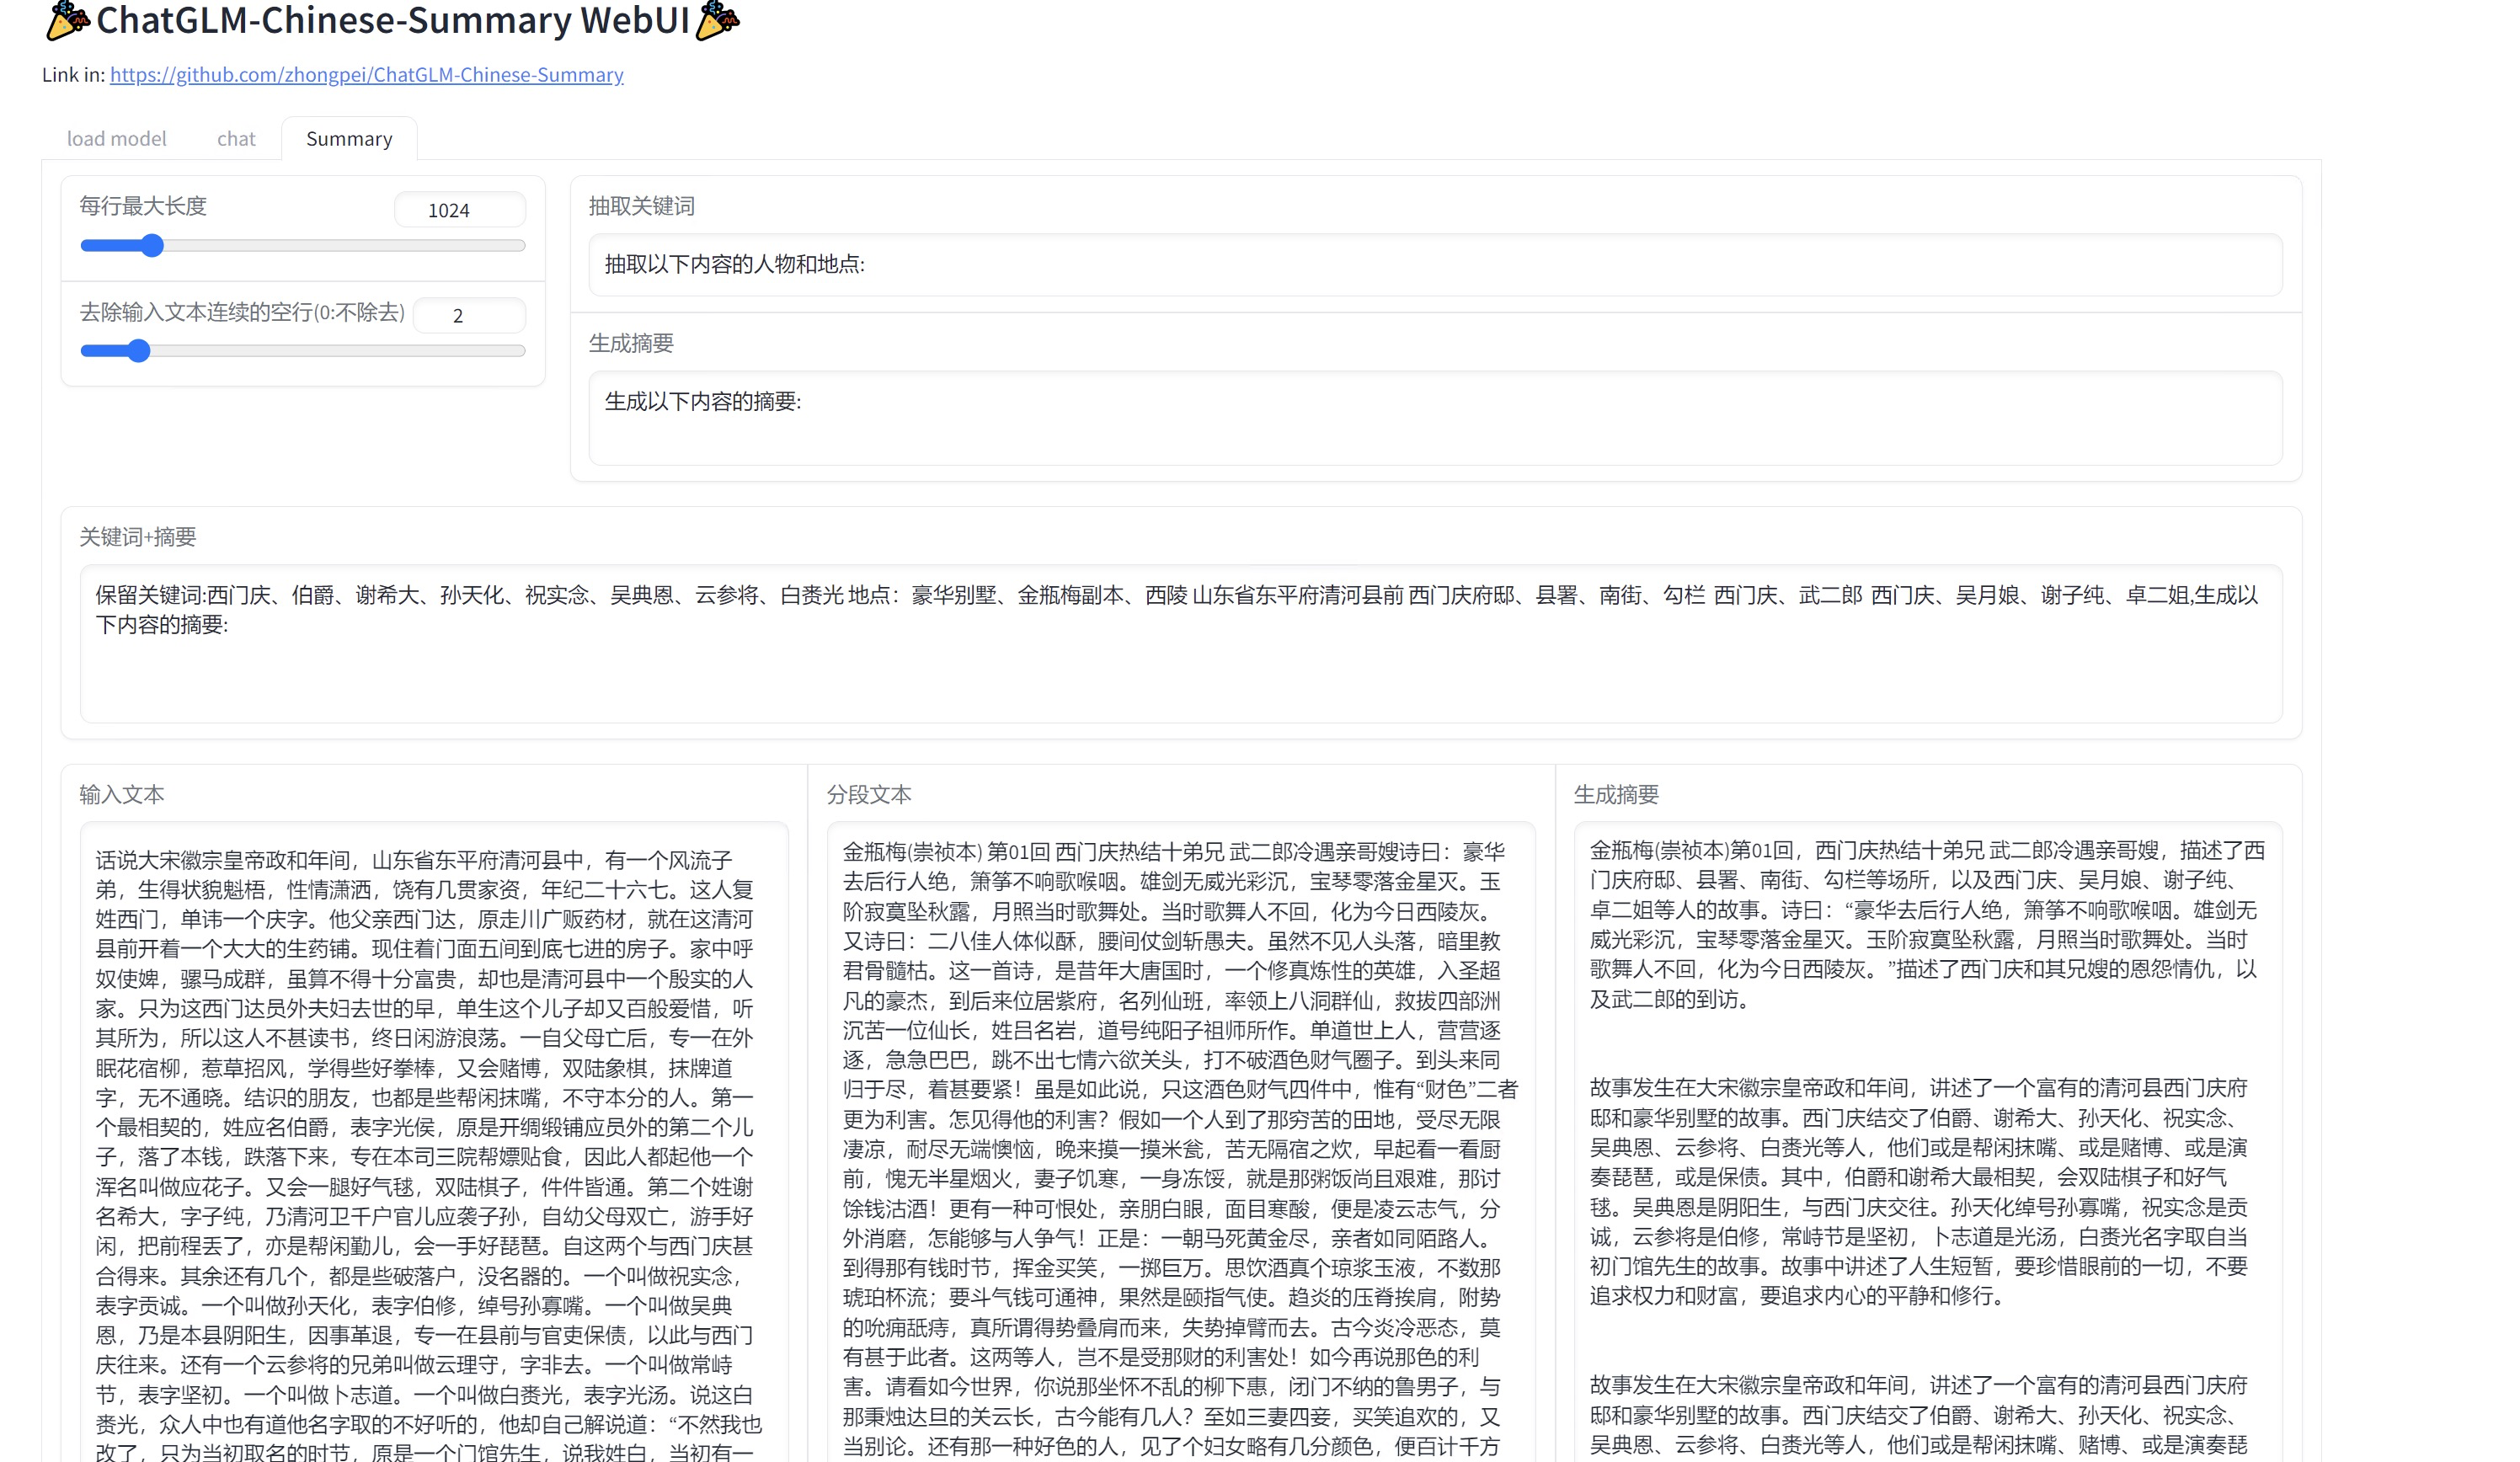 🎉ChatGLM-Chinese-Summary WebUI🎉
Link in: https://github.com/zhongpei/ChatGLM-Chinese-Summary
load model
chat
Summary
每行最大长度
1024
去除输入文本连续的空行(0:不除去)
2
抽取关键词
抽取以下内容的人物和地点:
生成摘要
生成以下内容的摘要:
关键词+摘要
保留关键词:西门庆、伯爵、谢希大、孙天化、祝实念、吴典恩、云参将、白赉光 地点：豪华别墅、金瓶梅副本、西陵 山东省东平府清河县前 西门庆府邸、县署、南街、勾栏 西门庆、武二郎 西门庆、吴月娘、谢子纯、卓二姐,生成以
下内容的摘要:
输入文本
话说大宋徽宗皇帝政和年间，山东省东平府清河县中，有一个风流子
弟，生得状貌魁梧，性情潇洒，饶有几贯家资，年纪二十六七。这人复
姓西门，单讳一个庆字。他父亲西门达，原走川广贩药材，就在这清河
县前开着一个大大的生药铺。现住着门面五间到底七进的房子。家中呼
奴使婢，骡马成群，虽算不得十分富贵，却也是清河县中一个殷实的人
家。只为这西门达员外夫妇去世的早，单生这个儿子却又百般爱惜，听
其所为，所以这人不甚读书，终日闲游浪荡。一自父母亡后，专一在外
眠花宿柳，惹草招风，学得些好拳棒，又会赌博，双陆象棋，抹牌道
字，无不通晓。结识的朋友，也都是些帮闲抹嘴，不守本分的人。第一
个最相契的，姓应名伯爵，表字光侯，原是开绸缎铺应员外的第二个儿
子，落了本钱，跌落下来，专在本司三院帮嫖贴食，因此人都起他一个
浑名叫做应花子。又会一腿好气毬，双陆棋子，件件皆通。第二个姓谢
名希大，字子纯，乃清河卫千户官儿应袭子孙，自幼父母双亡，游手好
闲，把前程丢了，亦是帮闲勤儿，会一手好琵琶。自这两个与西门庆甚
合得来。其余还有几个，都是些破落户，没名器的。一个叫做祝实念，
表字贡诚。一个叫做孙天化，表字伯修，绰号孙寡嘴。一个叫做吴典
恩，乃是本县阴阳生，因事革退，专一在县前与官吏保债，以此与西门
庆往来。还有一个云参将的兄弟叫做云理守，字非去。一个叫做常峙
节，表字坚初。一个叫做卜志道。一个叫做白赉光，表字光汤。说这白
赉光，众人中也有道他名字取的不好听的，他却自己解说道：“不然我也
改了，只为当初取名的时节，原是一个门馆先生，说我姓白，当初有一
分段文本
金瓶梅(崇祯本) 第01回 西门庆热结十弟兄 武二郎冷遇亲哥嫂诗曰：豪华
去后行人绝，箫筝不响歌喉咽。雄剑无威光彩沉，宝琴零落金星灭。玉
阶寂寞坠秋露，月照当时歌舞处。当时歌舞人不回，化为今日西陵灰。
又诗曰：二八佳人体似酥，腰间仗剑斩愚夫。虽然不见人头落，暗里教
君骨髓枯。这一首诗，是昔年大唐国时，一个修真炼性的英雄，入圣超
凡的豪杰，到后来位居紫府，名列仙班，率领上八洞群仙，救拔四部洲
沉苦一位仙长，姓吕名岩，道号纯阳子祖师所作。单道世上人，营营逐
逐，急急巴巴，跳不出七情六欲关头，打不破酒色财气圈子。到头来同
归于尽，着甚要紧！虽是如此说，只这酒色财气四件中，惟有“财色”二者
更为利害。怎见得他的利害？假如一个人到了那穷苦的田地，受尽无限
凄凉，耐尽无端懊恼，晚来摸一摸米瓮，苦无隔宿之炊，早起看一看厨
前，愧无半星烟火，妻子饥寒，一身冻馁，就是那粥饭尚且艰难，那讨
馀钱沽酒！更有一种可恨处，亲朋白眼，面目寒酸，便是凌云志气，分
外消磨，怎能够与人争气！正是：一朝马死黄金尽，亲者如同陌路人。
到得那有钱时节，挥金买笑，一掷巨万。思饮酒真个琼浆玉液，不数那
琥珀杯流；要斗气钱可通神，果然是颐指气使。趋炎的压脊挨肩，附势
的吮痈舐痔，真所谓得势叠肩而来，失势掉臂而去。古今炎冷恶态，莫
有甚于此者。这两等人，岂不是受那财的利害处！如今再说那色的利
害。请看如今世界，你说那坐怀不乱的柳下惠，闭门不纳的鲁男子，与
那秉烛达旦的关云长，古今能有几人？至如三妻四妾，买笑追欢的，又
当别论。还有那一种好色的人，见了个妇女略有几分颜色，便百计千方
生成摘要
金瓶梅(崇祯本)第01回，西门庆热结十弟兄 武二郎冷遇亲哥嫂，描述了西
门庆府邸、县署、南街、勾栏等场所，以及西门庆、吴月娘、谢子纯、
卓二姐等人的故事。诗曰：“豪华去后行人绝，箫筝不响歌喉咽。雄剑无
威光彩沉，宝琴零落金星灭。玉阶寂寞坠秋露，月照当时歌舞处。当时
歌舞人不回，化为今日西陵灰。”描述了西门庆和其兄嫂的恩怨情仇，以
及武二郎的到访。
故事发生在大宋徽宗皇帝政和年间，讲述了一个富有的清河县西门庆府
邸和豪华别墅的故事。西门庆结交了伯爵、谢希大、孙天化、祝实念、
吴典恩、云参将、白赉光等人，他们或是帮闲抹嘴、或是赌博、或是演
奏琵琶，或是保债。其中，伯爵和谢希大最相契，会双陆棋子和好气
毬。吴典恩是阴阳生，与西门庆交往。孙天化绰号孙寡嘴，祝实念是贡
诚，云参将是伯修，常峙节是坚初，卜志道是光汤，白赉光名字取自当
初门馆先生的故事。故事中讲述了人生短暂，要珍惜眼前的一切，不要
追求权力和财富，要追求内心的平静和修行。
故事发生在大宋徽宗皇帝政和年间，讲述了一个富有的清河县西门庆府
邸和豪华别墅的故事。西门庆结交了伯爵、谢希大、孙天化、祝实念、
吴典恩、云参将、白赉光等人，他们或是帮闲抹嘴、赌博、或是演奏琵